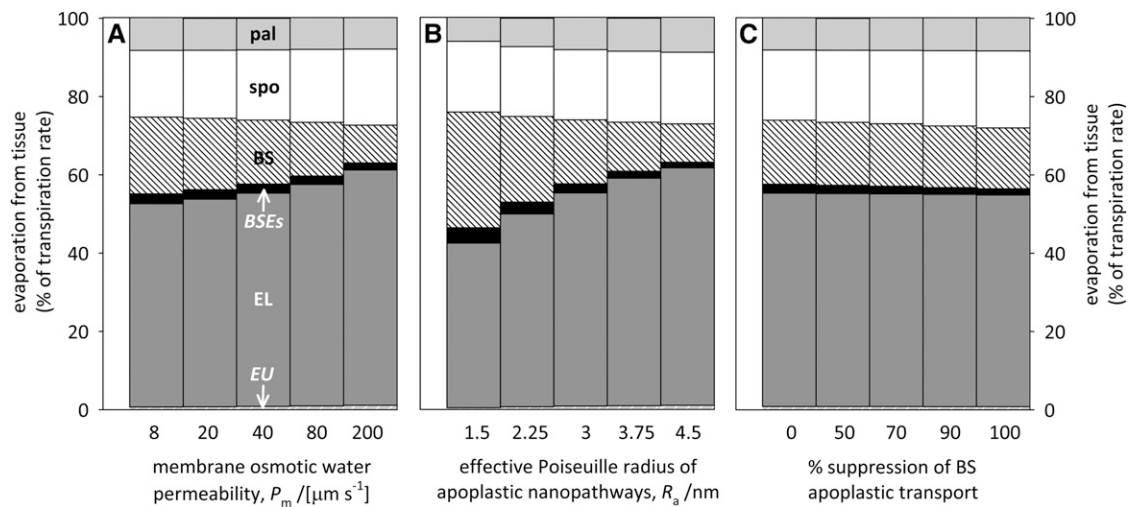 A
B
C
100
80
60
40
20
0
evaporation from tissue
(% of transpiration rate)
pal
spo
BS
BSEs
EL
EU
8 20 40 80 200
membrane osmotic water
permeability, Pm /[µm s⁻¹]
1.5 2.25 3 3.75 4.5
effective Poiseuille radius of
apoplastic nanopathways, Ra /nm
0 50 70 90 100
% suppression of BS
apoplastic transport
100
80
60
40
20
0
evaporation from tissue
(% of transpiration rate)